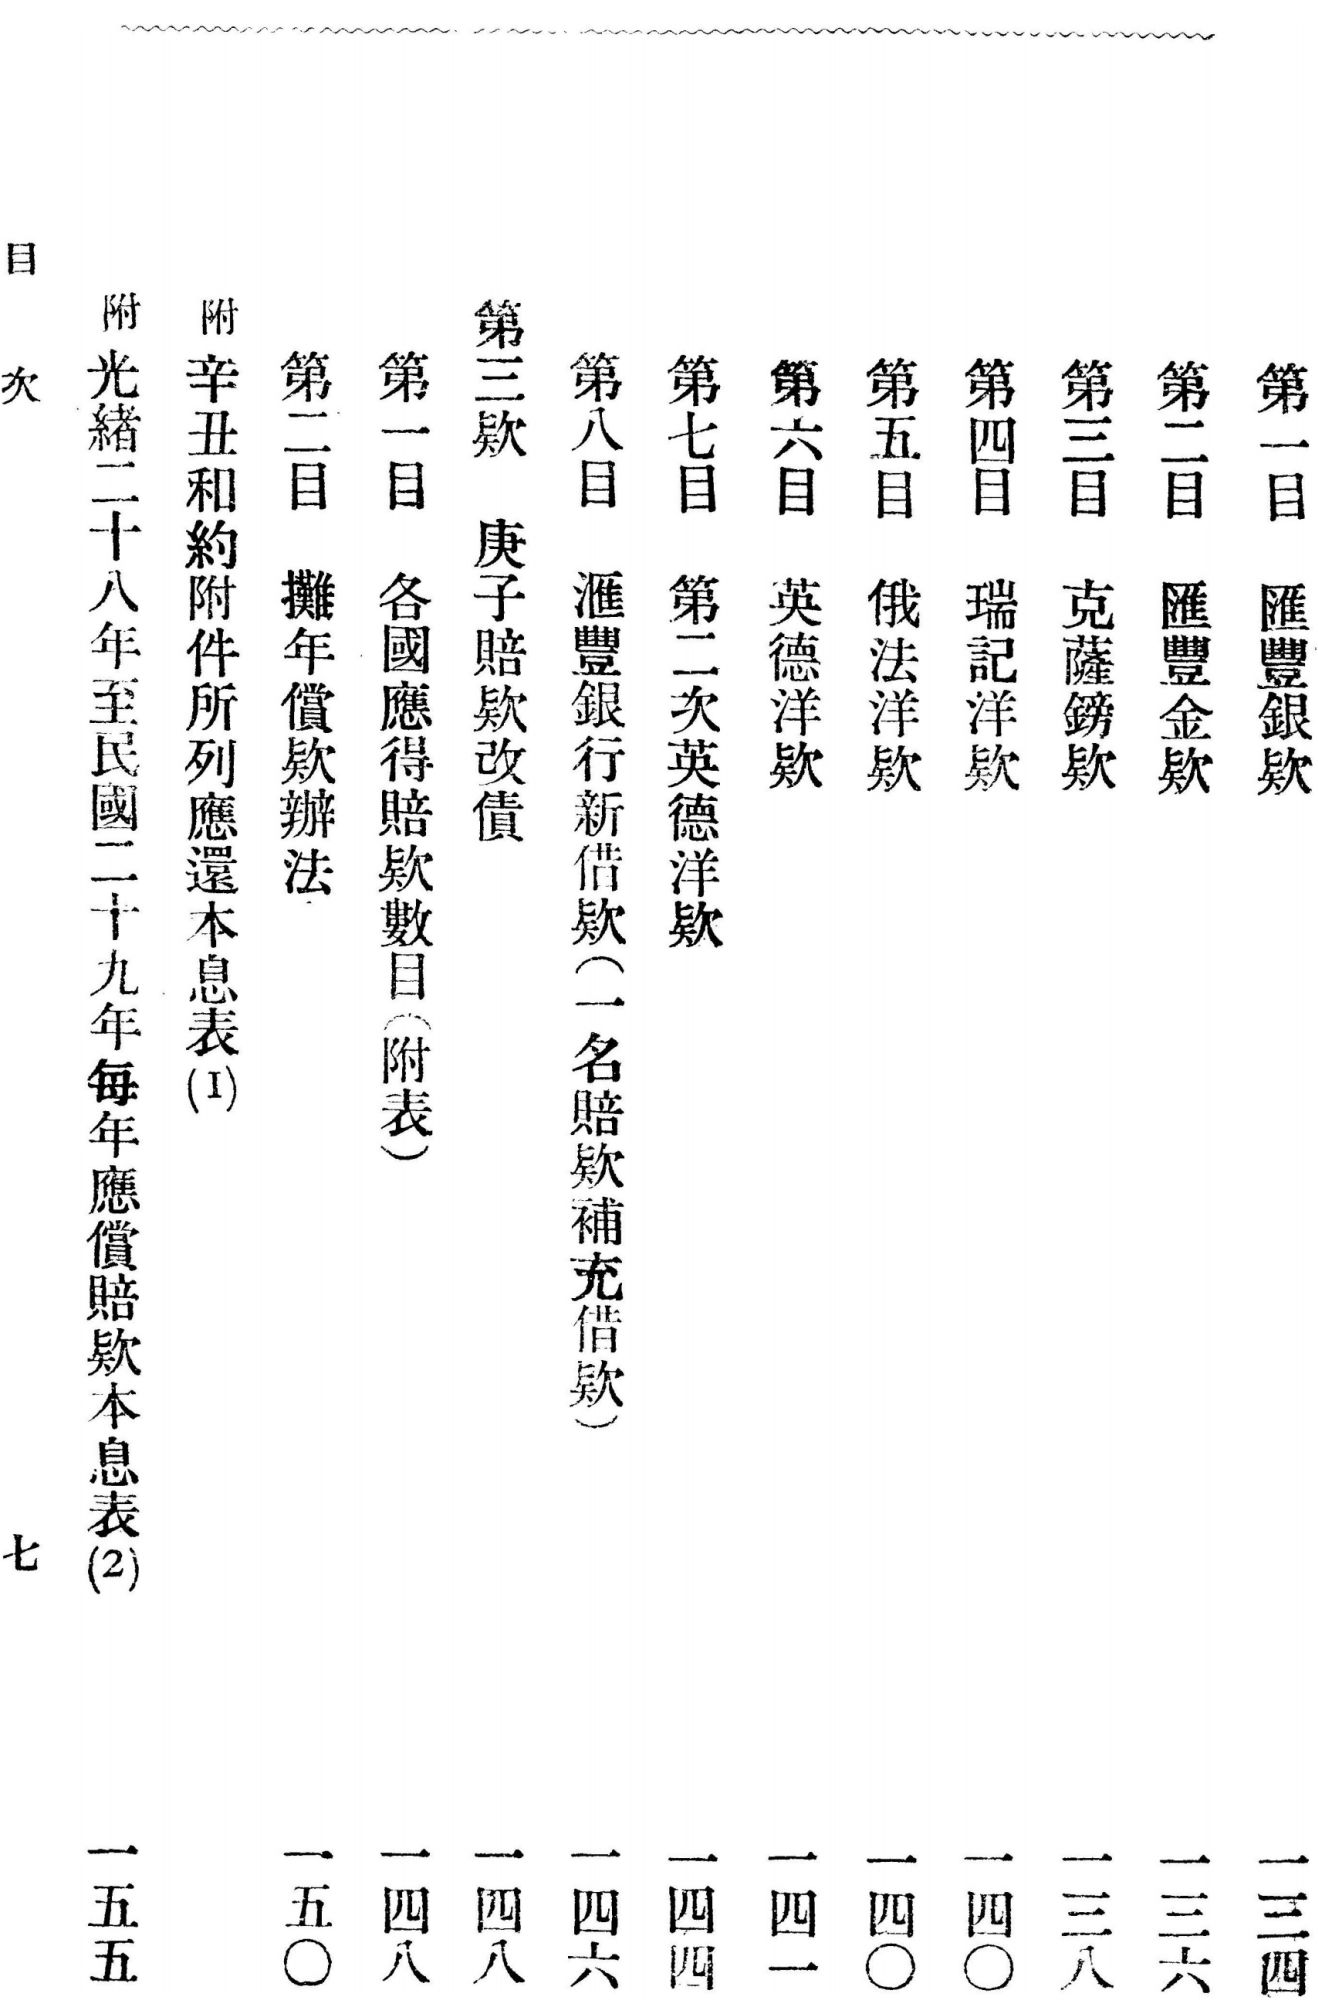 第一目　匯豐銀欵　一三四
第二目　匯豐金欵　一三六
第三目　克薩鎊欵　一三八
第四目　瑞記洋欵　一四〇
第五目　俄法洋欵　一四〇
第六目　英德洋欵　一四一
第七目　第二次英德洋欵　一四四
第八目　滙豐銀行新借欵（一名賠欵補充借欵）　一四六
第三欵　庚子賠欵改債　一四八
第一目　各國應得賠欵數目（附表）　一四八
第二目　攤年償欵辦法　一五〇
附　辛丑和約附件所列應還本息表(1)
附　光緒二十八年至民國二十九年每年應償賠欵本息表(2)　一五五
目次　七